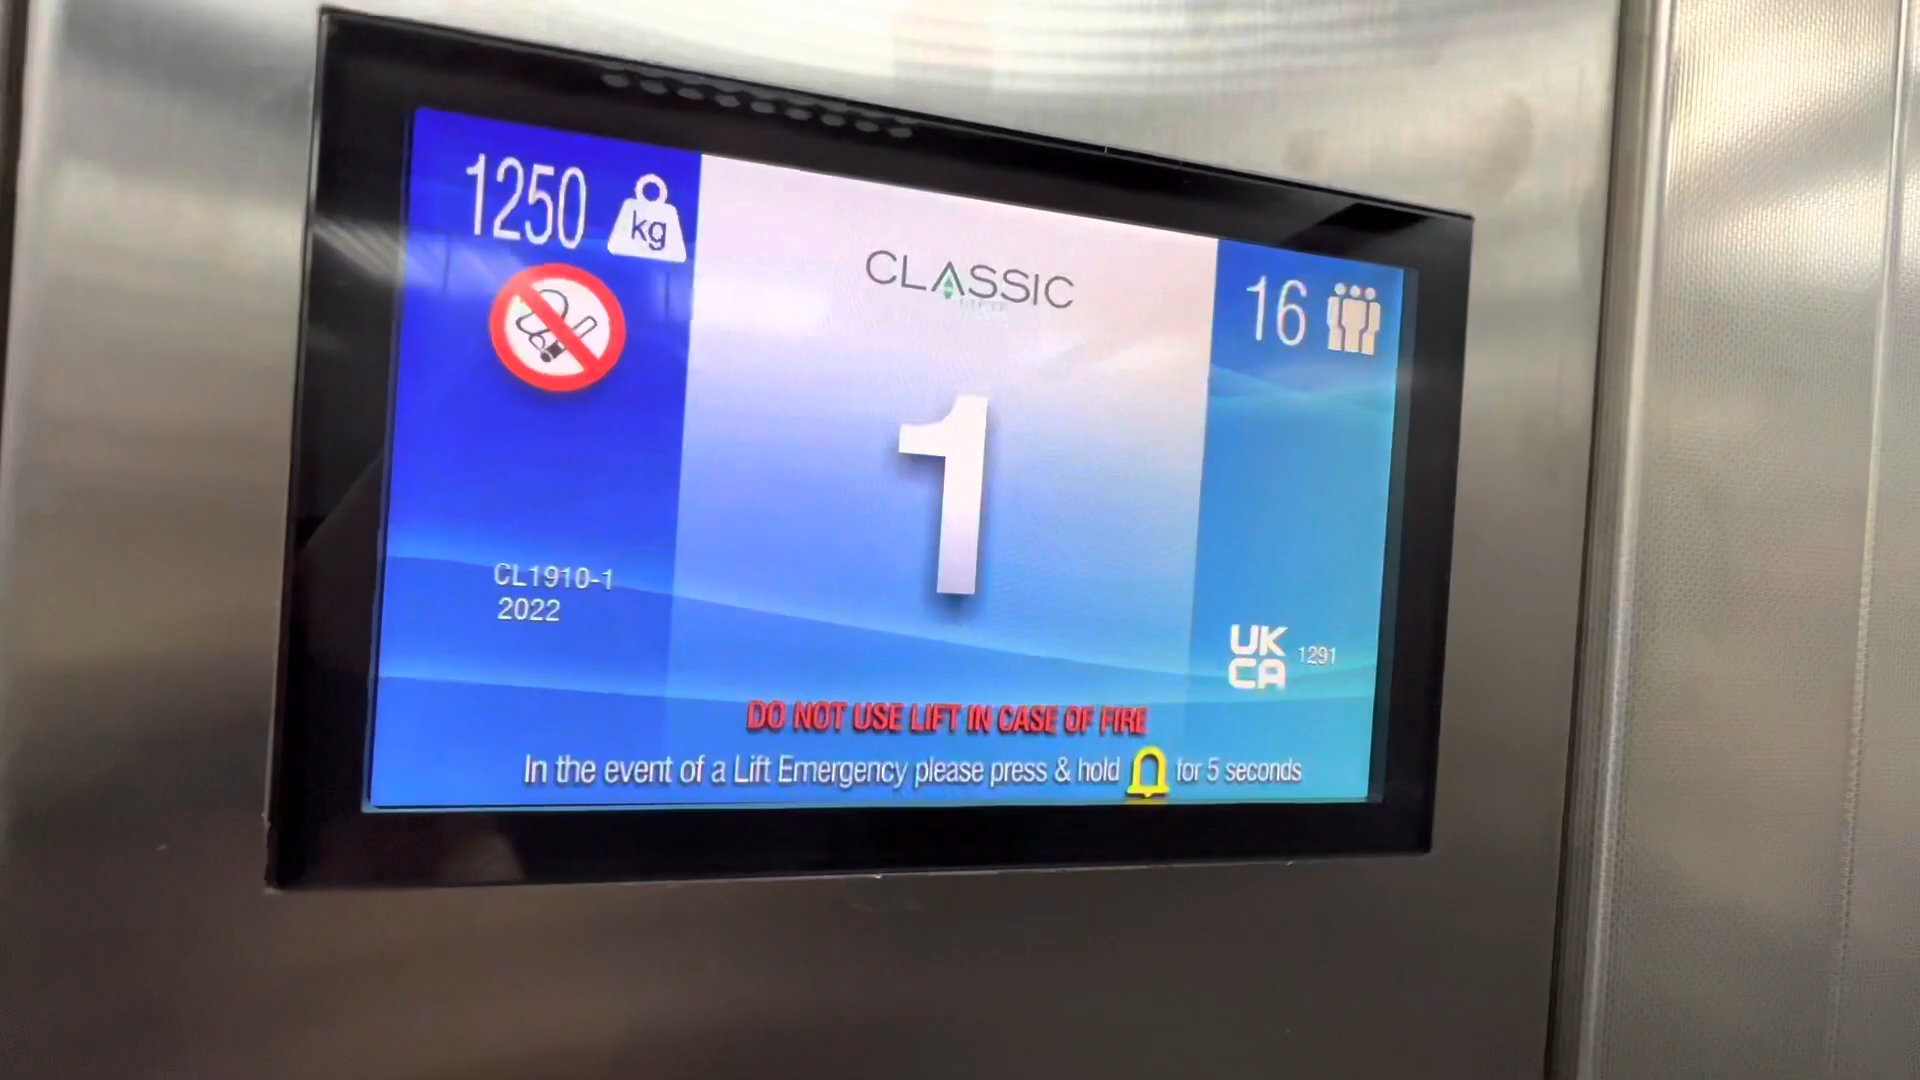 1250 kg
CLASSIC
16
1
CL1910-1
2022
UK
CA 1291
DO NOT USE LIFT IN CASE OF FIRE
In the event of a Lift Emergency please press & hold for 5 seconds